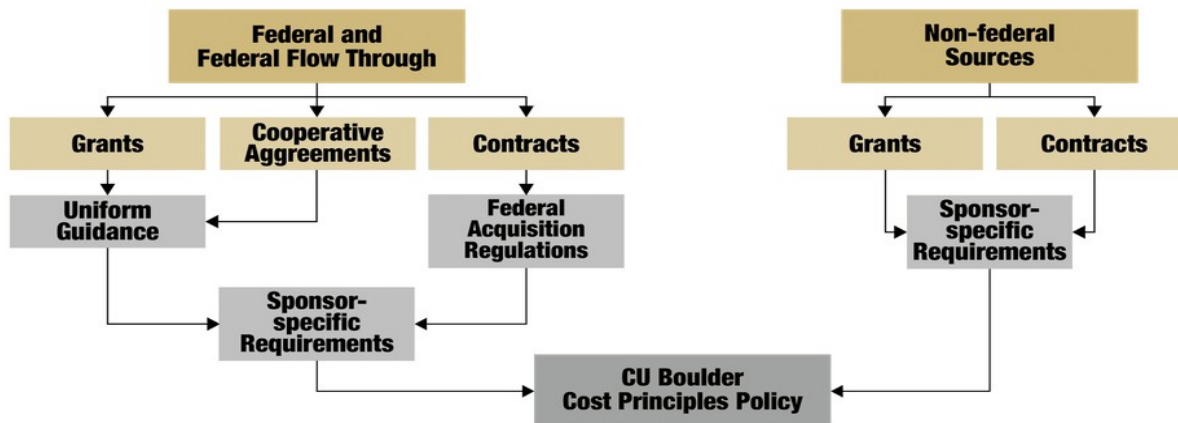 Federal and
Federal Flow Through
Non-federal
Sources
Grants
Cooperative
Aggreements
Contracts
Grants
Contracts
Uniform
Guidance
Federal
Acquisition
Regulations
Sponsor-
specific
Requirements
Sponsor-
specific
Requirements
CU Boulder
Cost Principles Policy